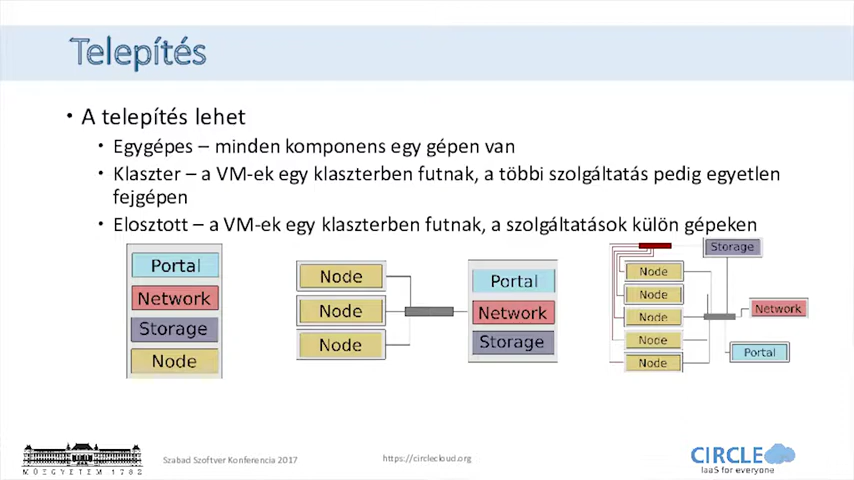 Telepítés
• A telepítés lehet
• Egygépes – minden komponens egy gépen van
• Klaszter – a VM-ek egy klaszterben futnak, a többi szolgáltatás pedig egyetlen
fejgépen
• Elosztott – a VM-ek egy klaszterben futnak, a szolgáltatások külön gépeken
Portal
Network
Storage
Node
Node
Node
Node
Portal
Network
Storage
Storage
Node
Node
Node
Node
Node
Network
Portal
MŰEGYETEM 1782
Szabad Szoftver Konferencia 2017
https://circlecloud.org
CIRCLE
IaaS for everyone